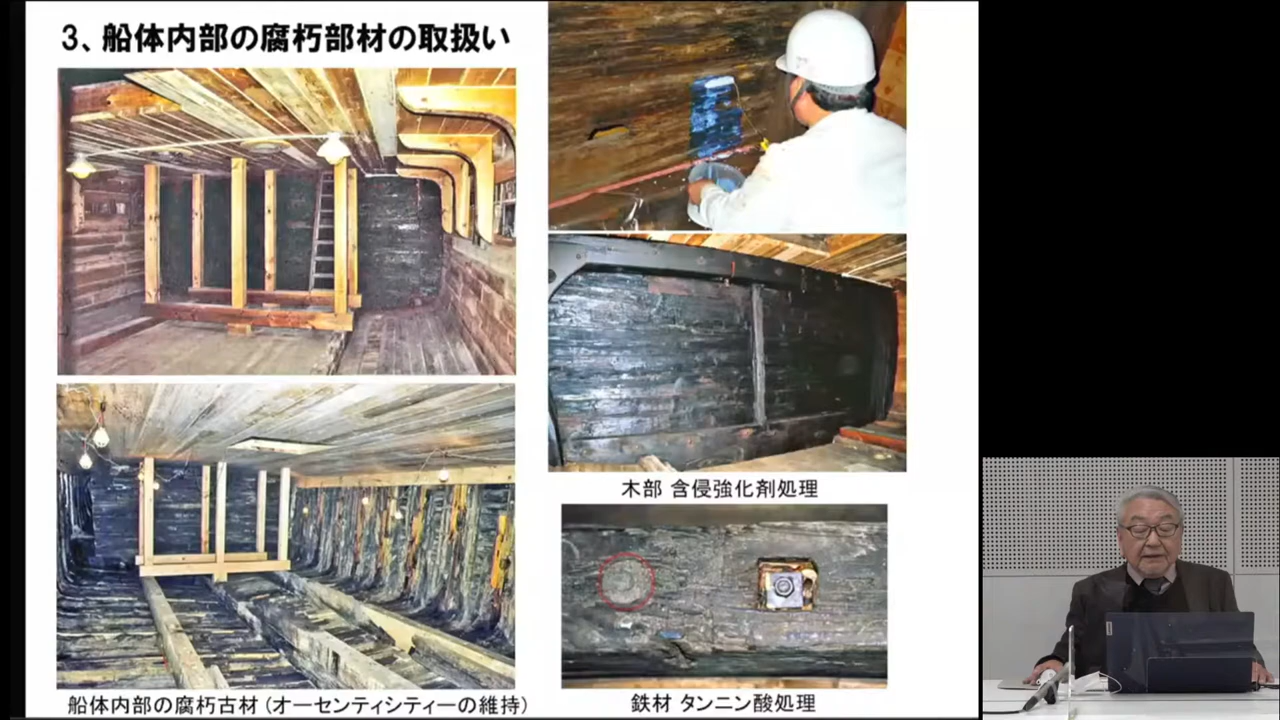 3、船体内部の腐朽部材の取扱い
木部 含侵強化剤処理
船体内部の腐朽古材（オーセンティシティーの維持）
鉄材 タンニン酸処理